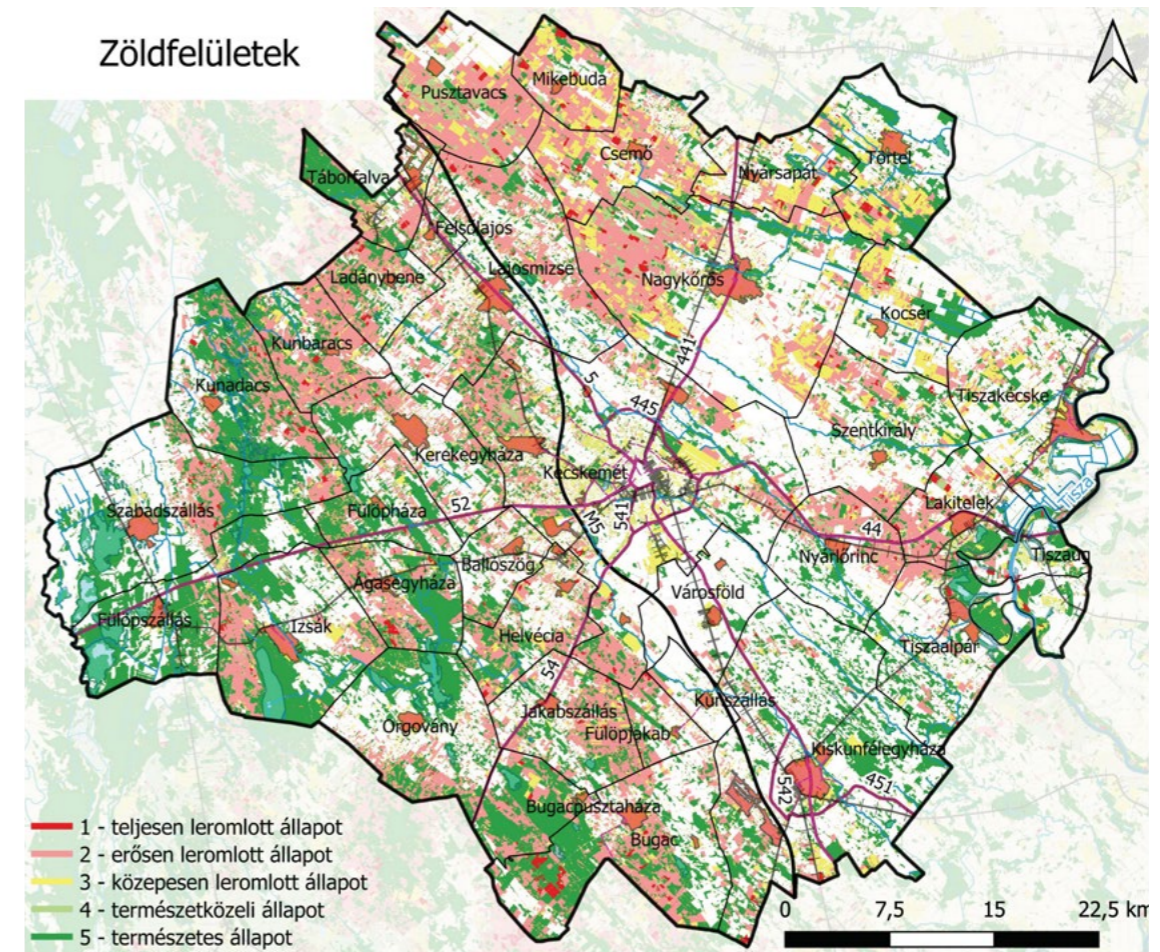 Zöldfelületek
Pusztavacs
Mikebuda
Csemő
Törtel
Nyársapát
Táborfalva
Felsőlajos
Lajosmizse
Ladánybene
Nagykőrös
Kocsér
Kunbaracs
Kunadacs
441
5
445
Tiszakécske
Szentkirály
Kerekegyháza
Kecskemét
Szabadszállás
Fülöpháza
52
M5
541
44
Lakitelek
Tisza
Nyárlőrinc
Tiszaug
Ballószög
Ágasegyháza
Városföld
Fülöpszállás
Izsák
Helvécia
Tiszaalpár
54
Kunszállás
Jakabszállás
Orgovány
Fülöpjakab
Kiskunfélegyháza
Bugacpusztaháza
542
451
Bugac
1 - teljesen leromlott állapot
2 - erősen leromlott állapot
3 - közepesen leromlott állapot
4 - természetközeli állapot
5 - természetes állapot
0 7,5 15 22,5 km